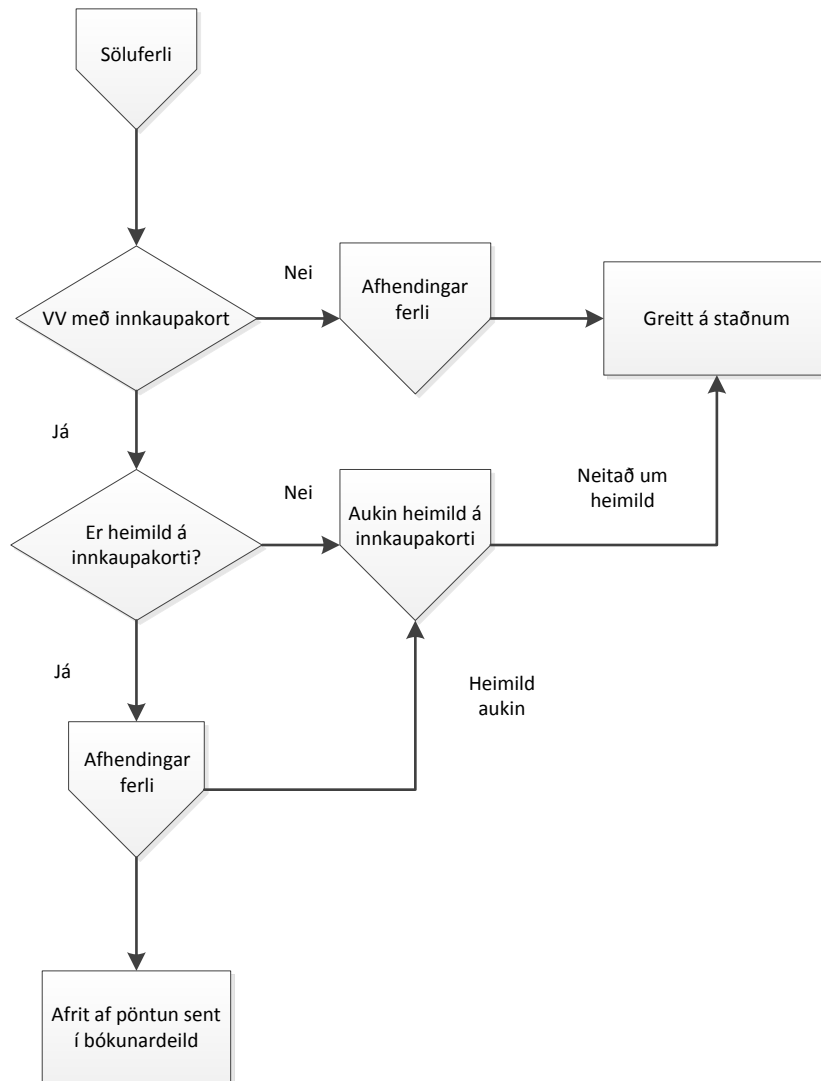 Söluferli
VV með innkaupakort
Nei
Afhendingar
ferli
Greitt á staðnum
Já
Er heimild á
innkaupakorti?
Nei
Aukin heimild á
innkaupakorti
Neitað um
heimild
Já
Afhendingar
ferli
Heimild
aukin
Afrit af pöntun sent
í bókunardeild